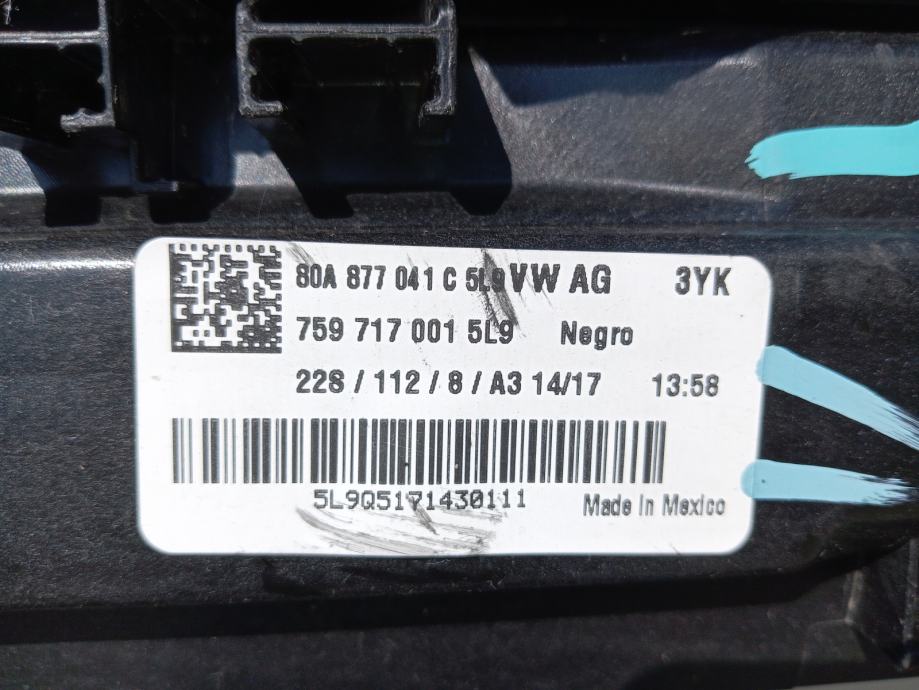 80A 877 041 C 5L9 VW AG 3YK
759 717 001 5L9 Negro
22S / 112 / 8 / A3 14/17 13:58
5L9Q5171430111 Made In Mexico